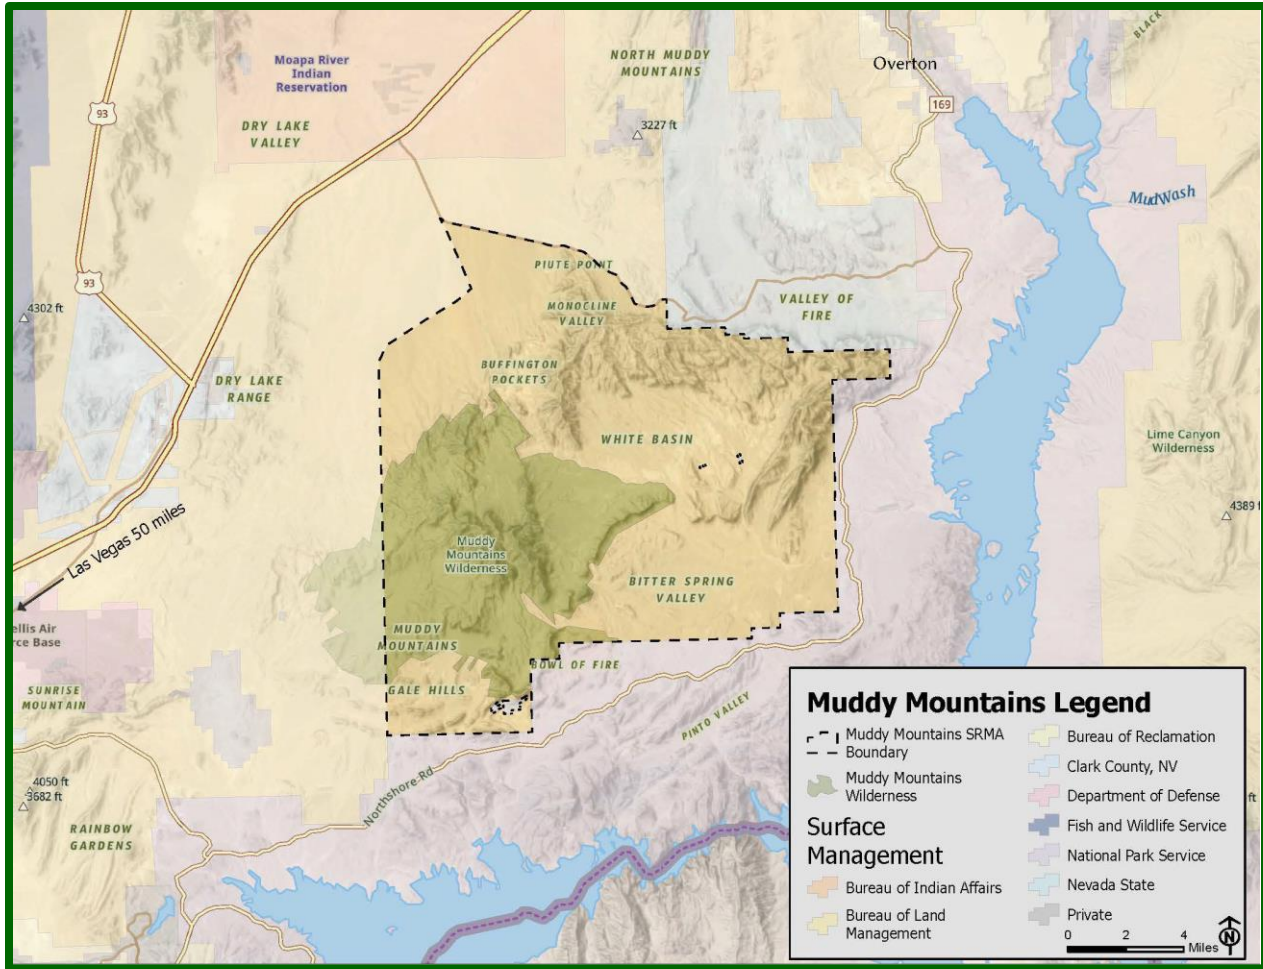 BLACK
NORTH MUDDY
MOUNTAINS
Overton
Moapa River
Indian
Reservation
93
169
DRY LAKE
VALLEY
3227 ft
MudWash
PIUTE POINT
93
VALLEY OF
FIRE
4302 ft
MONOCLINE
VALLEY
BUFFINGTON
POCKETS
DRY LAKE
RANGE
WHITE BASIN
Lime Canyon
Wilderness
4389 f
Las Vegas 50 miles
Muddy
Mountains
Wilderness
BITTER SPRING
VALLEY
ellis Air
rce Base
MUDDY
MOUNTAINS
BOWL OF FIRE
SUNRISE
MOUNTAIN
GALE HILLS
PINTO VALLEY
4050 ft
3682 ft
Northshore Rd
RAINBOW
GARDENS
Muddy Mountains Legend
Muddy Mountains SRMA
Boundary
Muddy Mountains
Wilderness
Surface
Management
Bureau of Indian Affairs
Bureau of Land
Management
Bureau of Reclamation
Clark County, NV
Department of Defense
Fish and Wildlife Service
National Park Service
Nevada State
Private
ft
0 2 4
Miles
N